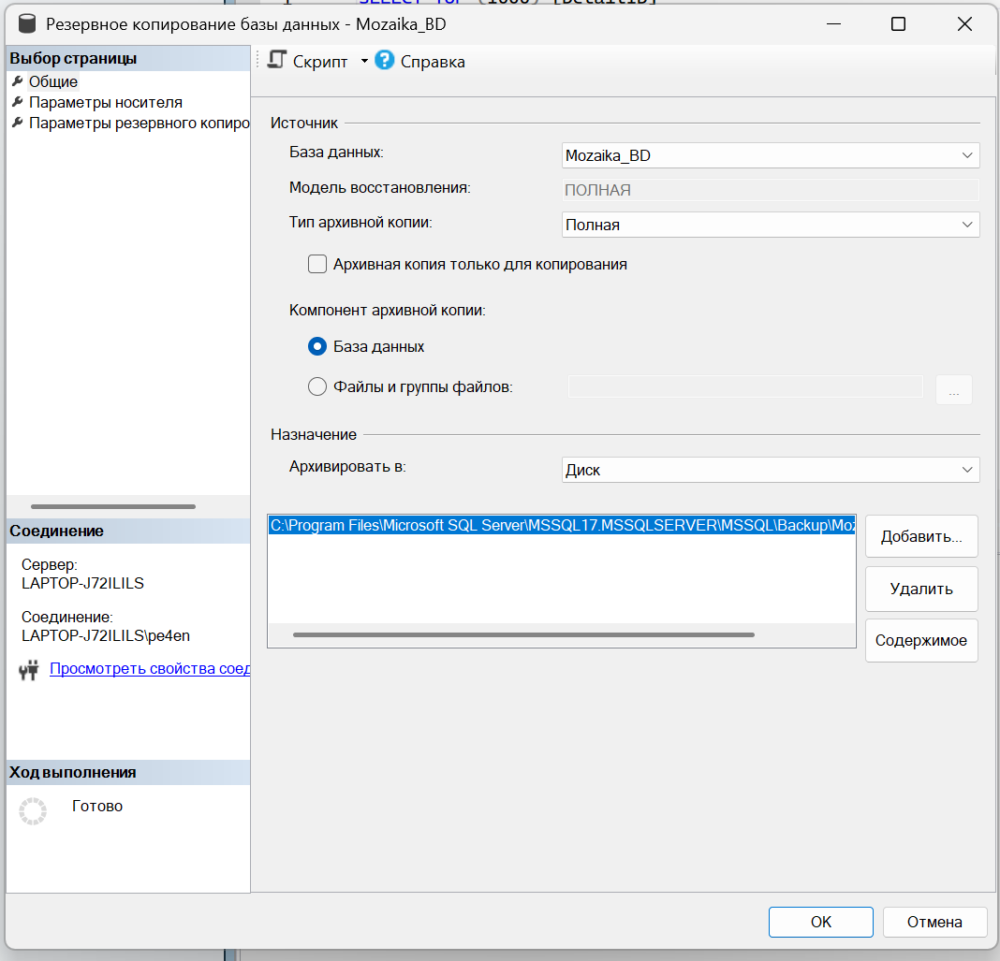 Резервное копирование базы данных - Mozaika_BD
Выбор страницы
Общие
Параметры носителя
Параметры резервного копиро
Скрипт
Справка
Источник
База данных:
Mozaika_BD
Модель восстановления:
ПОЛНАЯ
Тип архивной копии:
Полная
Архивная копия только для копирования
Компонент архивной копии:
База данных
Файлы и группы файлов:
...
Назначение
Архивировать в:
Диск
C:\Program Files\Microsoft SQL Server\MSSQL17.MSSQLSERVER\MSSQL\Backup\Moz
Добавить...
Удалить
Содержимое
Соединение
Сервер:
LAPTOP-J72ILILS
Соединение:
LAPTOP-J72ILILS\pe4en
Просмотреть свойства соед
Ход выполнения
Готово
OK
Отмена